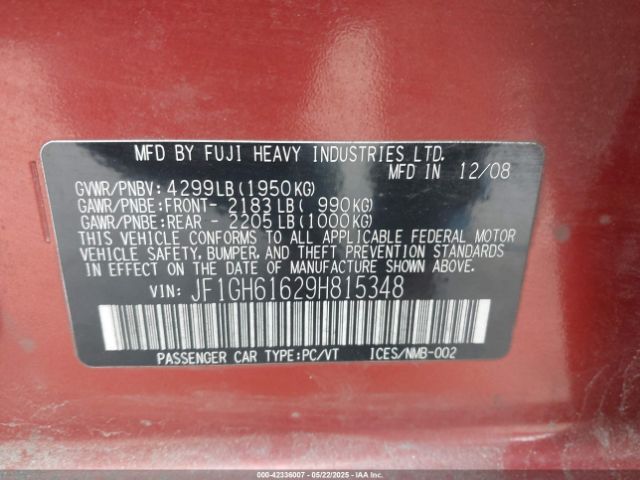 MFD BY FUJI HEAVY INDUSTRIES LTD.
MFD IN 12/08
GVWR/PNBV: 4299LB(1950KG)
GAWR/PNBE:FRONT- 2183LB( 990KG)
GAWR/PNBE:REAR - 2205LB(1000KG)
THIS VEHICLE CONFORMS TO ALL APPLICABLE FEDERAL MOTOR
VEHICLE SAFETY, BUMPER, AND THEFT PREVENTION STANDARDS
IN EFFECT ON THE DATE OF MANUFACTURE SHOWN ABOVE.
VIN: JF1GH61629H815348
PASSENGER CAR TYPE:PC/VT ICES/NMB-002
000-42336007 - 05/22/2025 - IAA Inc. (IAA)